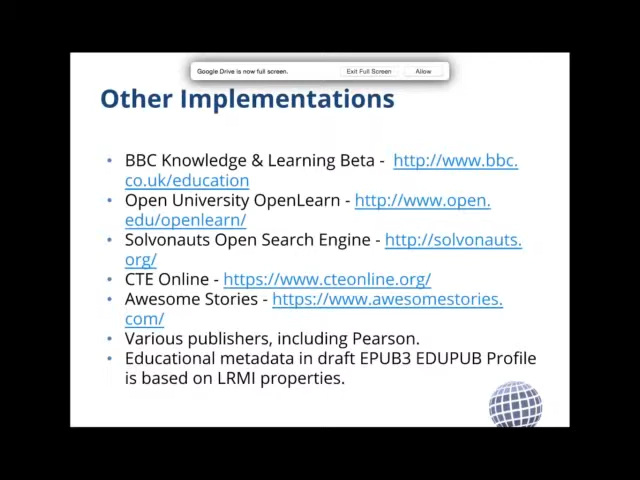 Google Drive is now full screen. Exit Full Screen Allow
Other Implementations
• BBC Knowledge & Learning Beta - http://www.bbc.
co.uk/education
• Open University OpenLearn - http://www.open.
edu/openlearn/
• Solvonauts Open Search Engine - http://solvonauts.
org/
• CTE Online - https://www.cteonline.org/
• Awesome Stories - https://www.awesomestories.
com/
• Various publishers, including Pearson.
• Educational metadata in draft EPUB3 EDUPUB Profile
is based on LRMI properties.